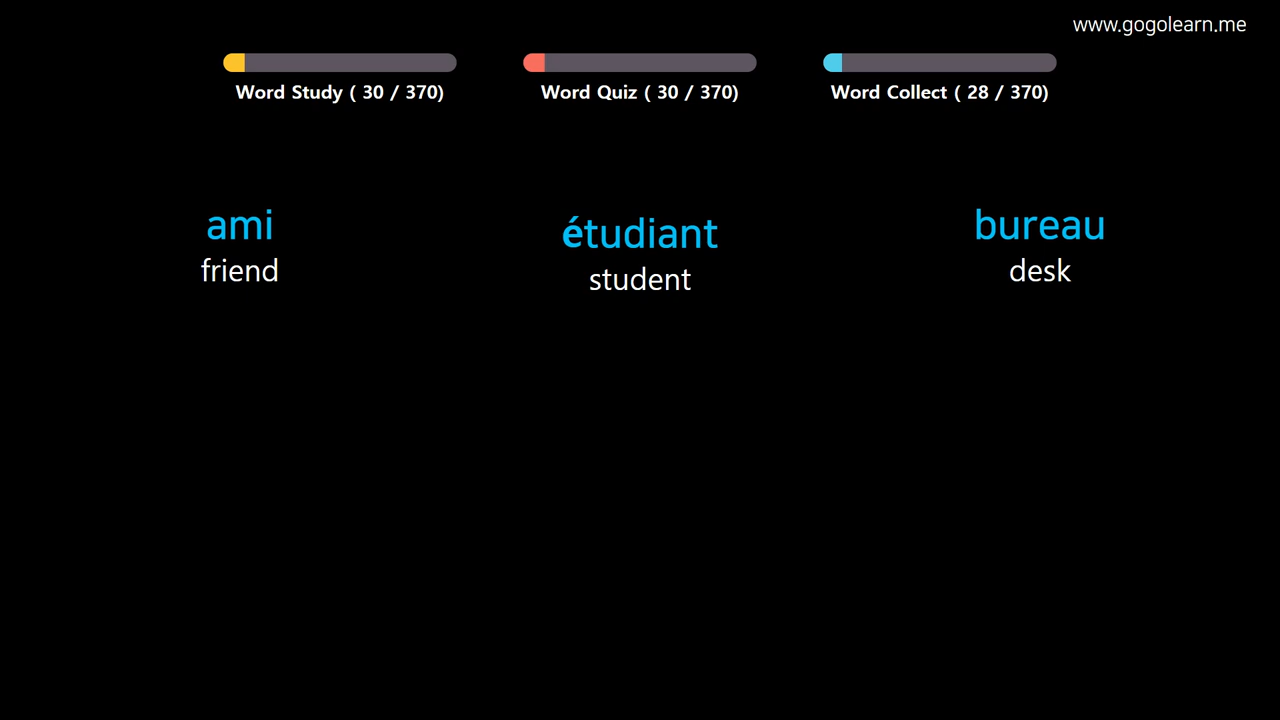 www.gogolearn.me
Word Study ( 30 / 370)
Word Quiz ( 30 / 370)
Word Collect ( 28 / 370)
ami
friend
étudiant
student
bureau
desk